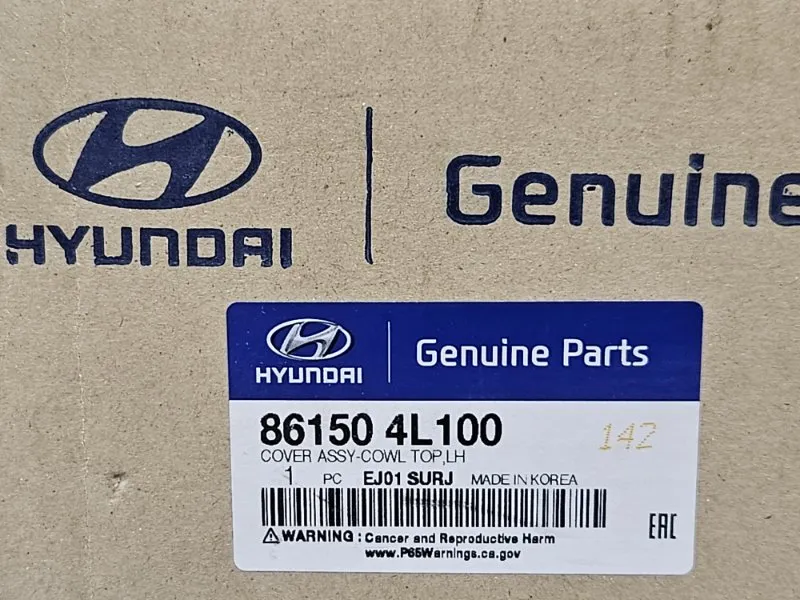 HYUNDAI
Genuine
HYUNDAI
Genuine Parts
86150 4L100
142
COVER ASSY-COWL TOP,LH
1 PC EJ01 SURJ MADE IN KOREA
EAC
WARNING : Cancer and Reproductive Harm
www.P65Warnings.ca.gov